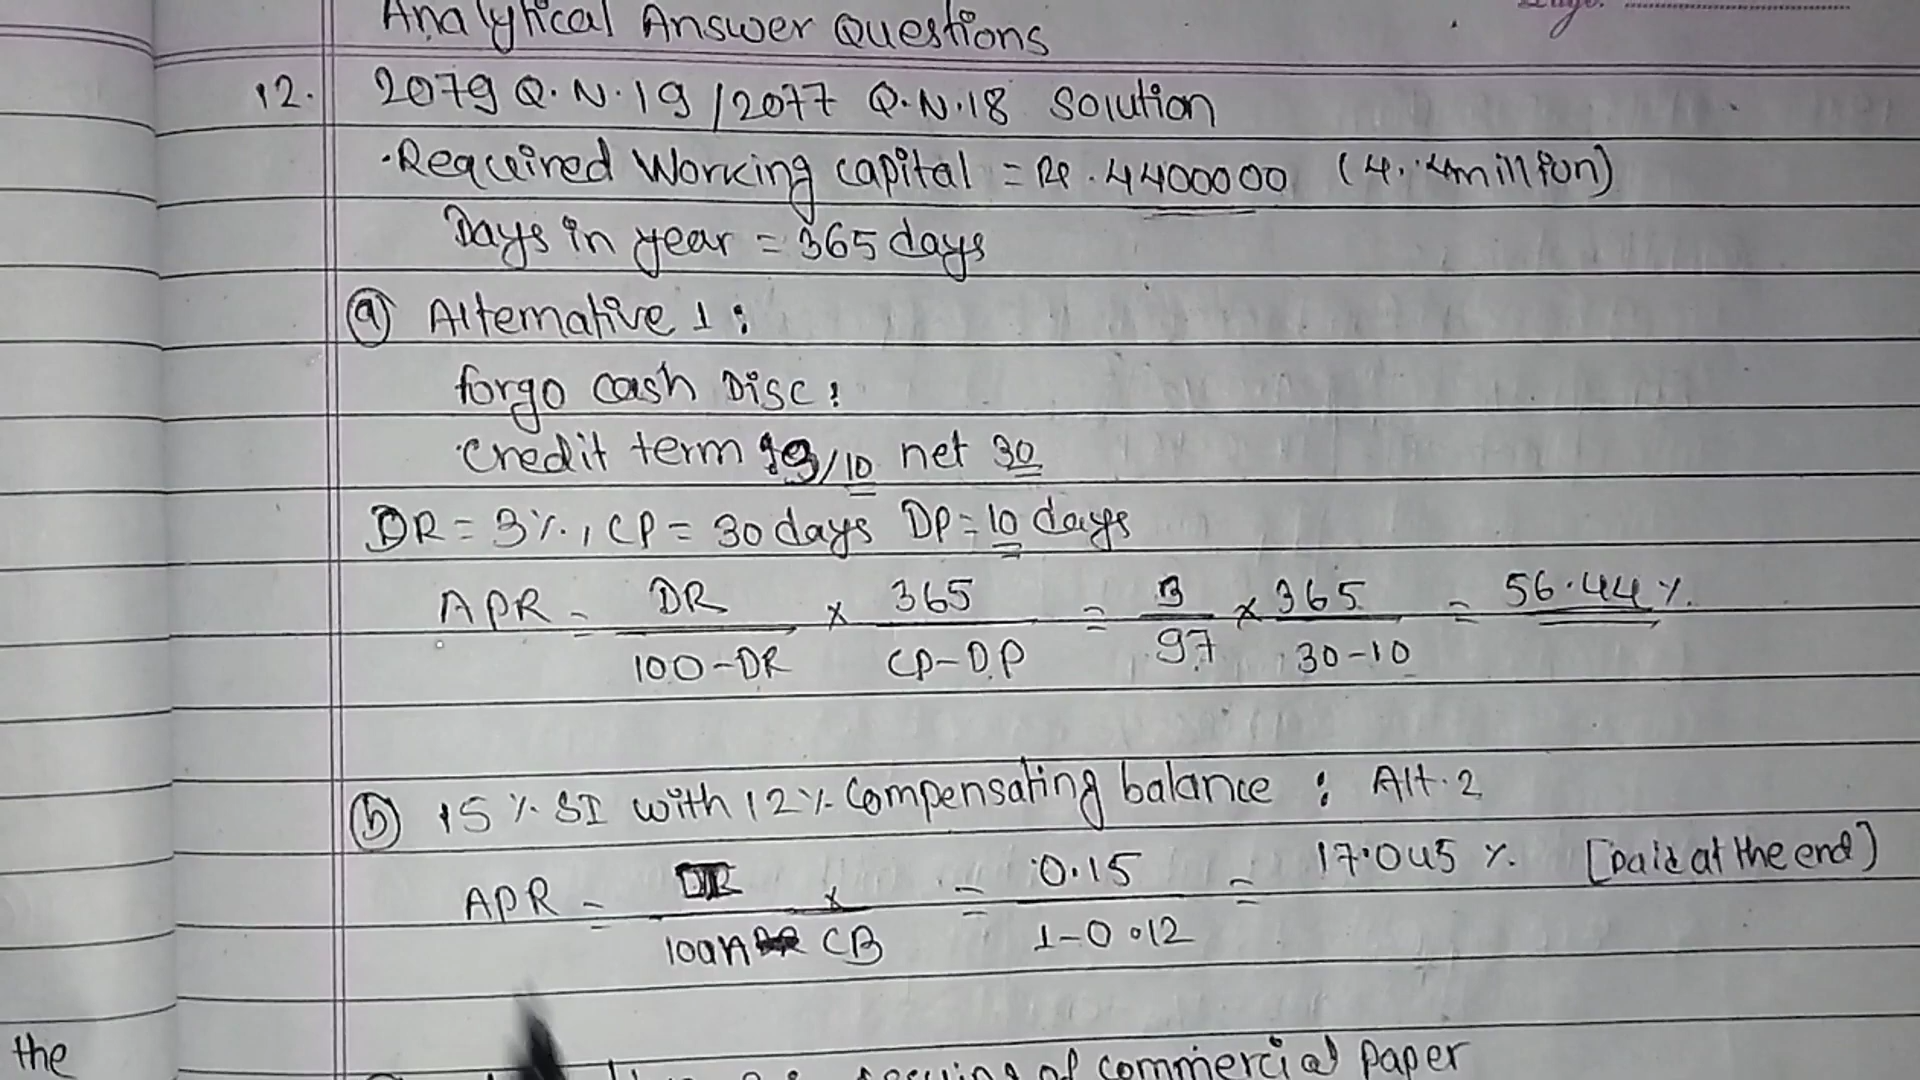 Analytical Answer Questions
12. 2079 Q.N.19 / 2077 Q.N.18 Solution
Required Working capital = Rs.4400000 (4.4million)
Days in year = 365 days
(a) Alternative 1:
forgo cash Disc:
Credit term 3/10 net 30
DR = 3%, CP = 30 days DP = 10 days
APR = DR / 100-DR × 365 / CP-DP = 3 / 97 × 365 / 30-10 = 56.44%
(b) 15% SI with 12% Compensating balance : Alt.2
APR = / loan CB = 0.15 / 1-0.12 = 17.045% [paid at the end]
of commercial paper
the